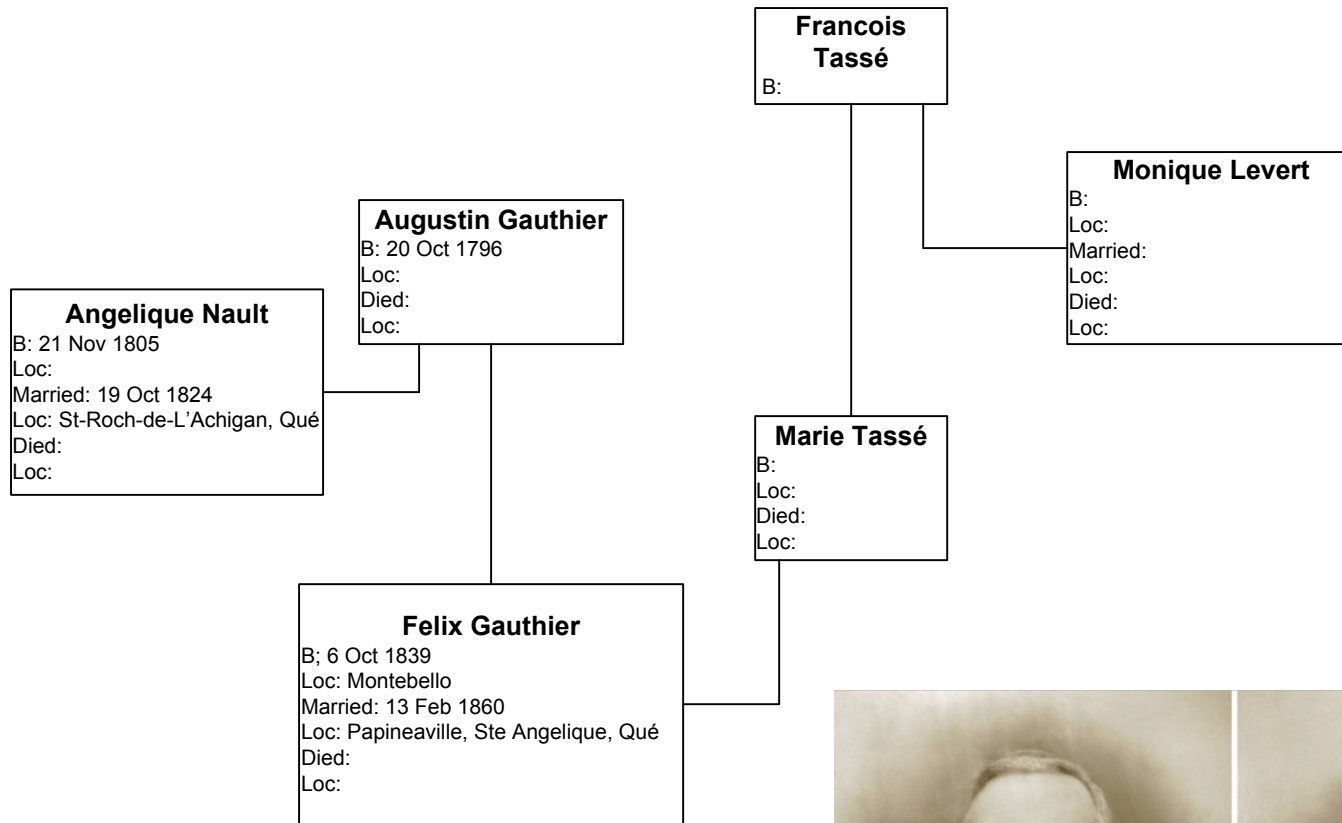 Francois
Tassé
B:
Monique Levert
B:
Loc:
Married:
Loc:
Died:
Loc:
Augustin Gauthier
B: 20 Oct 1796
Loc:
Died:
Loc:
Angelique Nault
B: 21 Nov 1805
Loc:
Married: 19 Oct 1824
Loc: St-Roch-de-L'Achigan, Qué
Died:
Loc:
Marie Tassé
B:
Loc:
Died:
Loc:
Felix Gauthier
B; 6 Oct 1839
Loc: Montebello
Married: 13 Feb 1860
Loc: Papineaville, Ste Angelique, Qué
Died:
Loc: